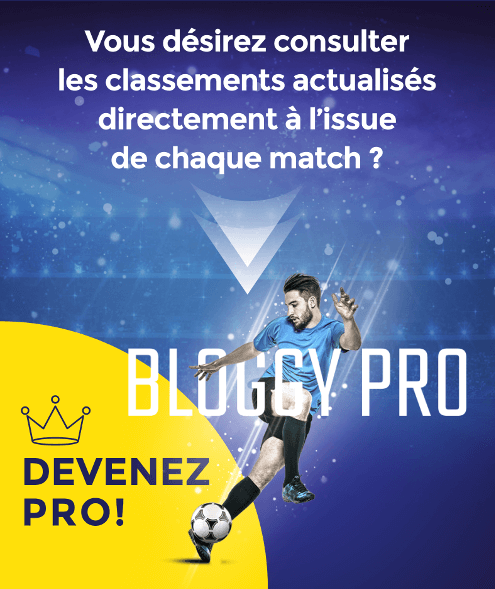 Vous désirez consulter
les classements actualisés
directement à l'issue
de chaque match ?
BLOGGY PRO
DEVENEZ
PRO!